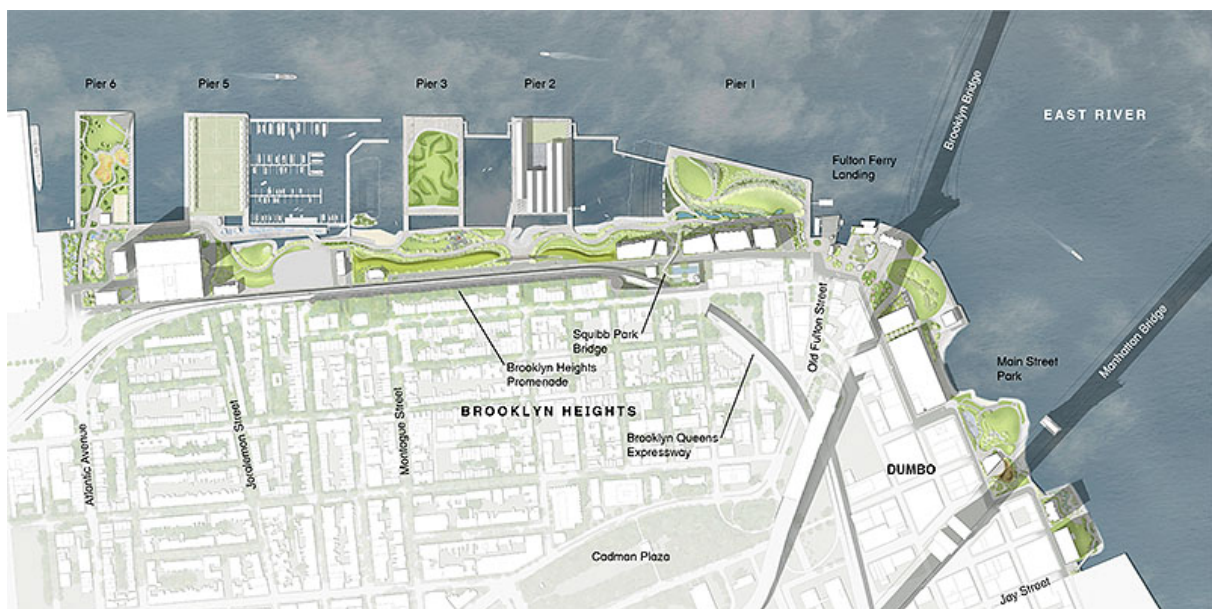 Pier 6
Pier 5
Pier 3
Pier 2
Pier 1
Brooklyn Bridge
EAST RIVER
Fulton Ferry
Landing
Manhattan Bridge
Squibb Park
Bridge
Old Fulton Street
Main Street
Park
Brooklyn Heights
Promenade
BROOKLYN HEIGHTS
Brooklyn Queens
Expressway
Atlantic Avenue
Joralemon Street
Montague Street
DUMBO
Cadman Plaza
Jay Street